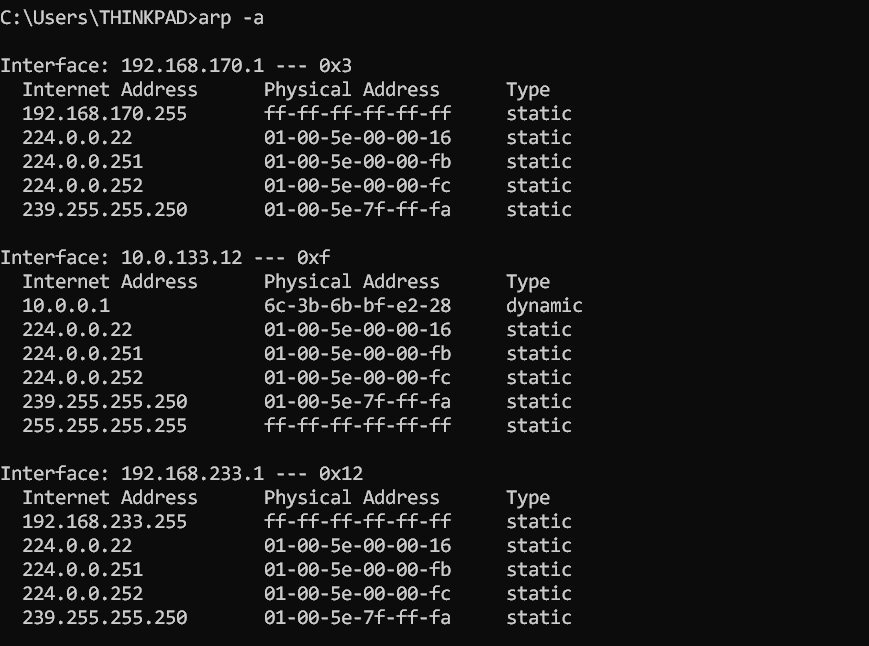 C:\Users\THINKPAD>arp -a
Interface: 192.168.170.1 --- 0x3
Internet Address Physical Address Type
192.168.170.255 ff-ff-ff-ff-ff-ff static
224.0.0.22 01-00-5e-00-00-16 static
224.0.0.251 01-00-5e-00-00-fb static
224.0.0.252 01-00-5e-00-00-fc static
239.255.255.250 01-00-5e-7f-ff-fa static
Interface: 10.0.133.12 --- 0xf
Internet Address Physical Address Type
10.0.0.1 6c-3b-6b-bf-e2-28 dynamic
224.0.0.22 01-00-5e-00-00-16 static
224.0.0.251 01-00-5e-00-00-fb static
224.0.0.252 01-00-5e-00-00-fc static
239.255.255.250 01-00-5e-7f-ff-fa static
255.255.255.255 ff-ff-ff-ff-ff-ff static
Interface: 192.168.233.1 --- 0x12
Internet Address Physical Address Type
192.168.233.255 ff-ff-ff-ff-ff-ff static
224.0.0.22 01-00-5e-00-00-16 static
224.0.0.251 01-00-5e-00-00-fb static
224.0.0.252 01-00-5e-00-00-fc static
239.255.255.250 01-00-5e-7f-ff-fa static